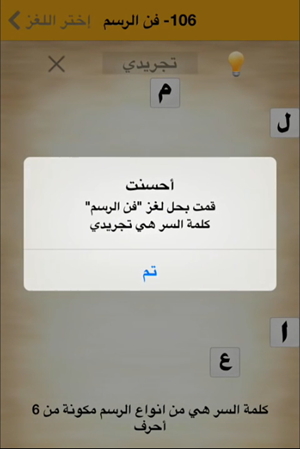 إختر اللغز
106- فن الرسم
تجريدي
م
ل
أحسنت
قمت بحل لغز "فن الرسم"
كلمة السر هي تجريدي
تم
ا
ع
كلمة السر هي من انواع الرسم مكونة من 6
أحرف